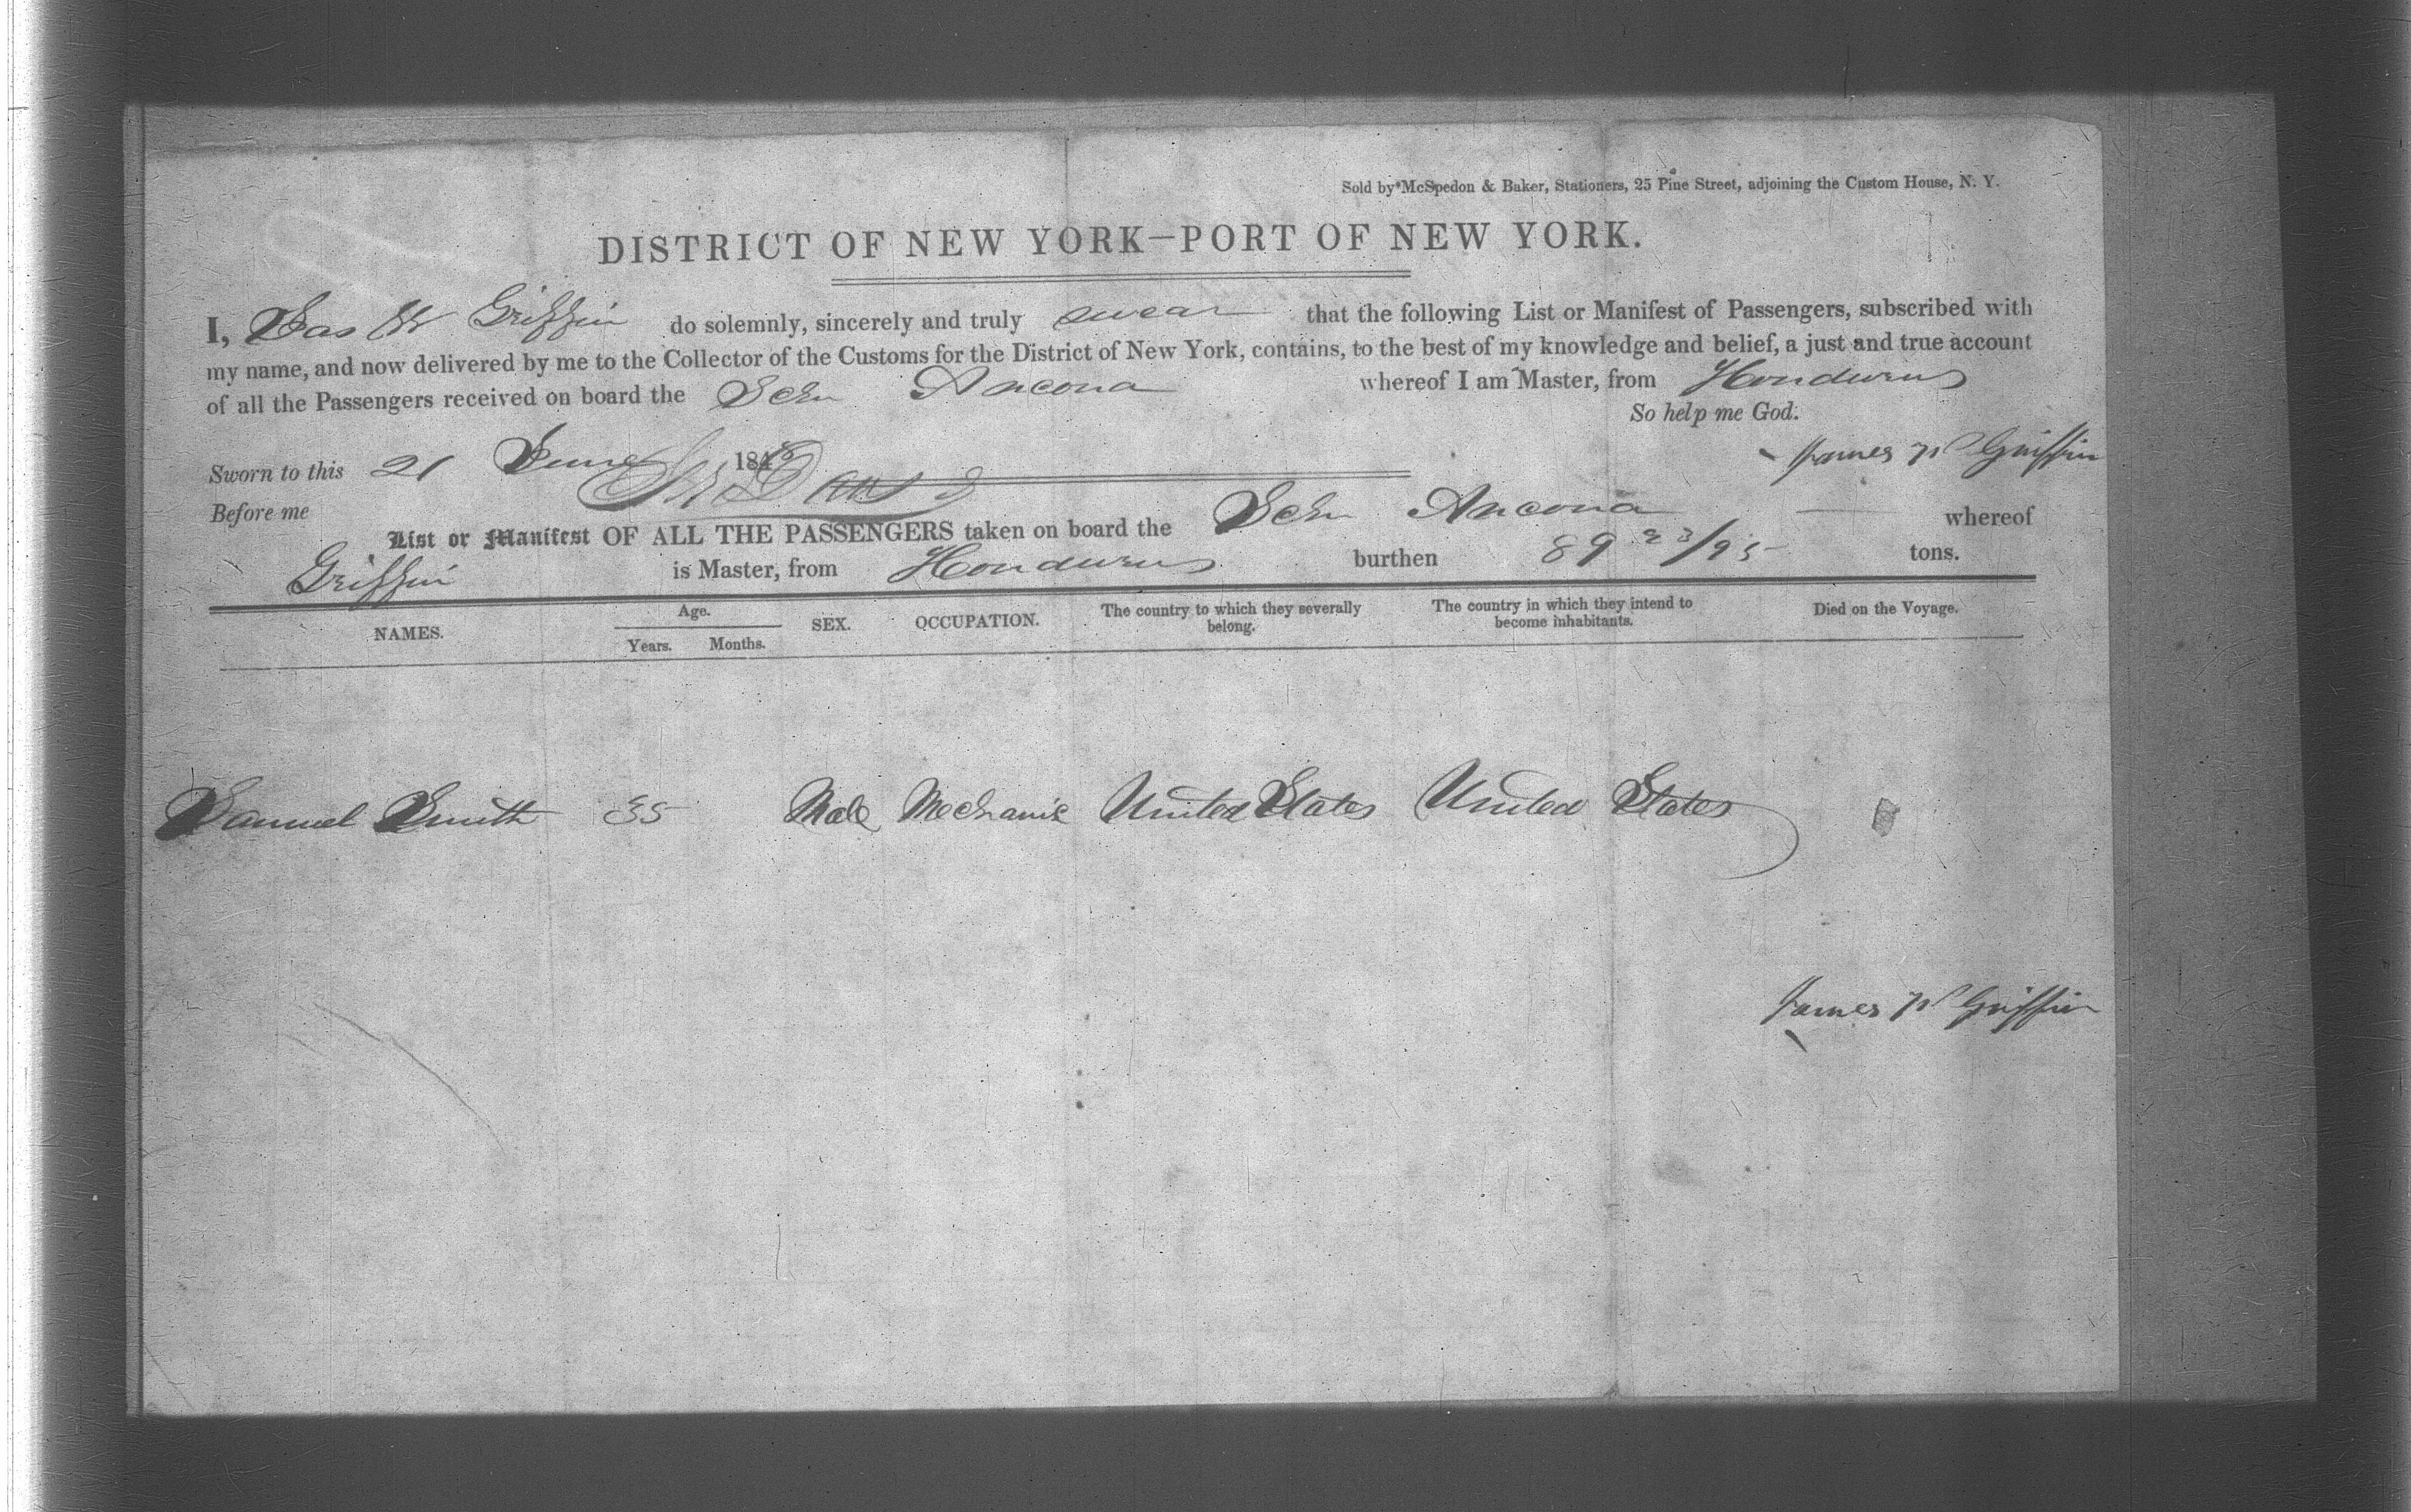 Sold by McSpedon & Baker, Stationers, 25 Pine Street, adjoining the Custom House, N. Y.
DISTRICT OF NEW YORK—PORT OF NEW YORK.
I, Jas W Griffin do solemnly, sincerely and truly swear that the following List or Manifest of Passengers, subscribed with
my name, and now delivered by me to the Collector of the Customs for the District of New York, contains, to the best of my knowledge and belief, a just and true account
of all the Passengers received on board the Schr Ancona whereof I am Master, from Honduras
So help me God.
Sworn to this 21 June 184 James Griffin
Before me
List or Manifest OF ALL THE PASSENGERS taken on board the Schr Ancona whereof
Griffin is Master, from Honduras burthen 89 23/95 tons.
NAMES. Age. Years. Months. SEX. OCCUPATION. The country to which they severally belong. The country in which they intend to become inhabitants. Died on the Voyage.
Samuel Smith 35 Male Mechanic United States United States
James Griffin